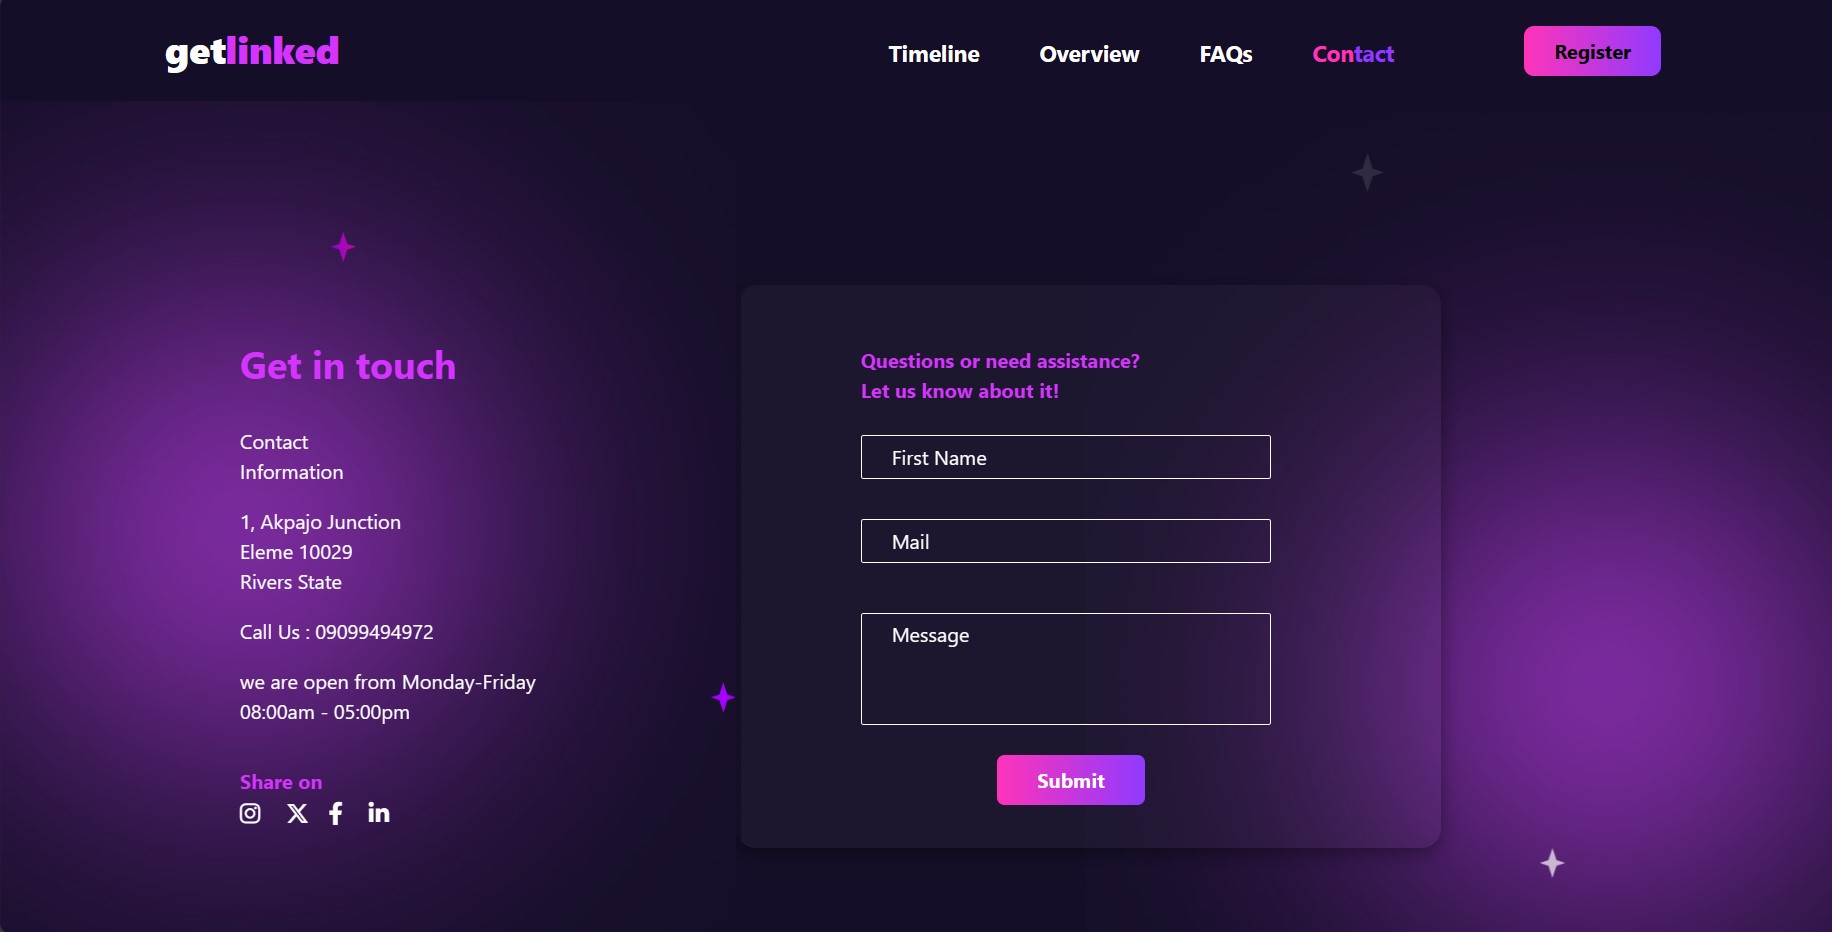 getlinked
Timeline
Overview
FAQs
Contact
Register
Get in touch
Contact
Information
1, Akpajo Junction
Eleme 10029
Rivers State
Call Us : 09099494972
we are open from Monday-Friday
08:00am - 05:00pm
Share on
Questions or need assistance?
Let us know about it!
First Name
Mail
Message
Submit